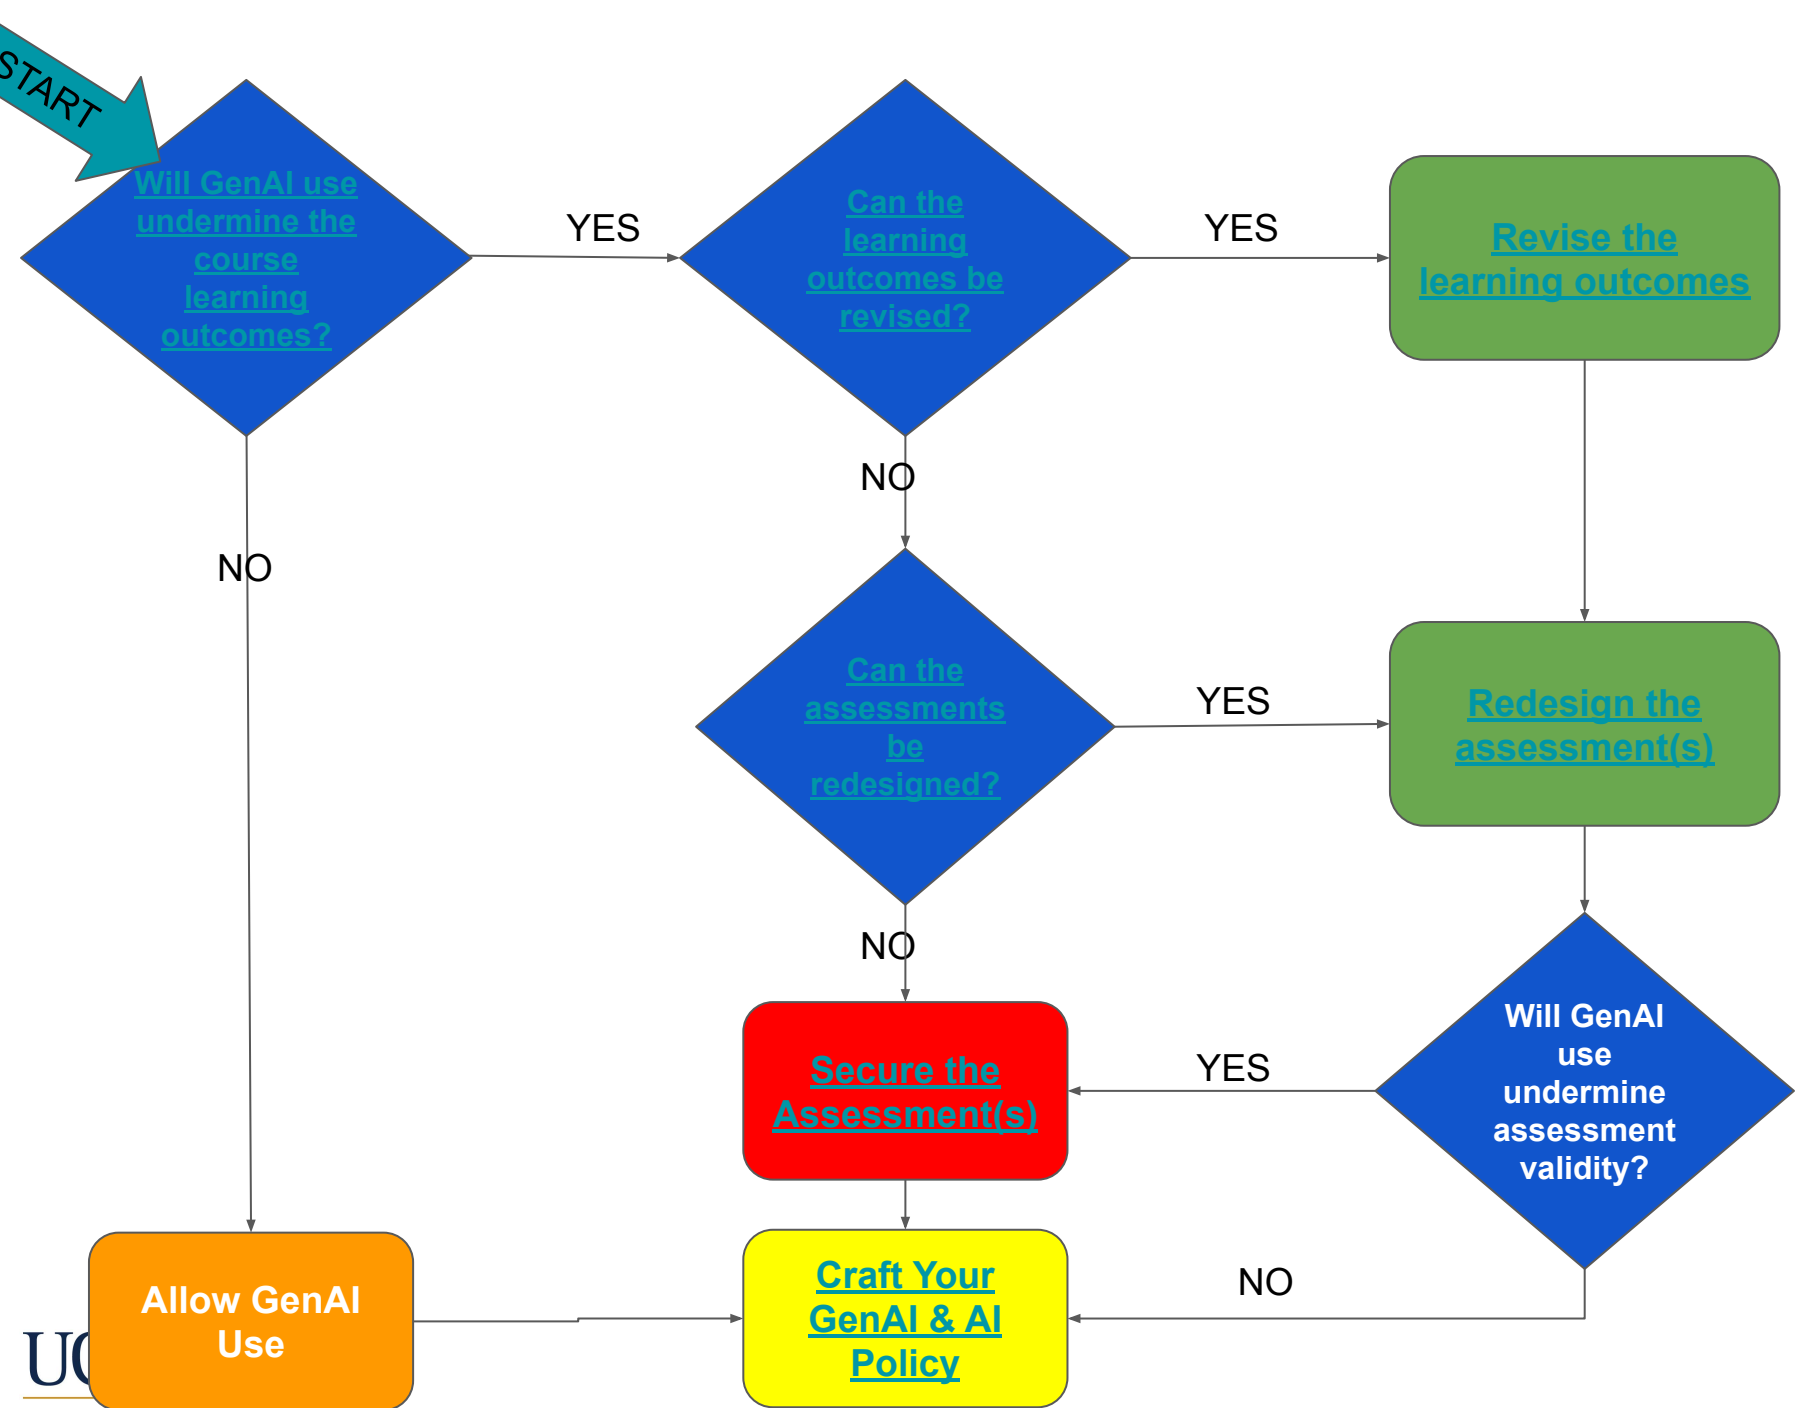 START
Will GenAI use
undermine the
course
learning
outcomes?
YES
Can the
learning
outcomes be
revised?
YES
Revise the
learning outcomes
NO
NO
Can the
assessments
be
redesigned?
YES
Redesign the
assessment(s)
NO
Will GenAI
use
undermine
assessment
validity?
YES
Secure the
Assessment(s)
NO
Allow GenAI
Use
Craft Your
GenAI & AI
Policy